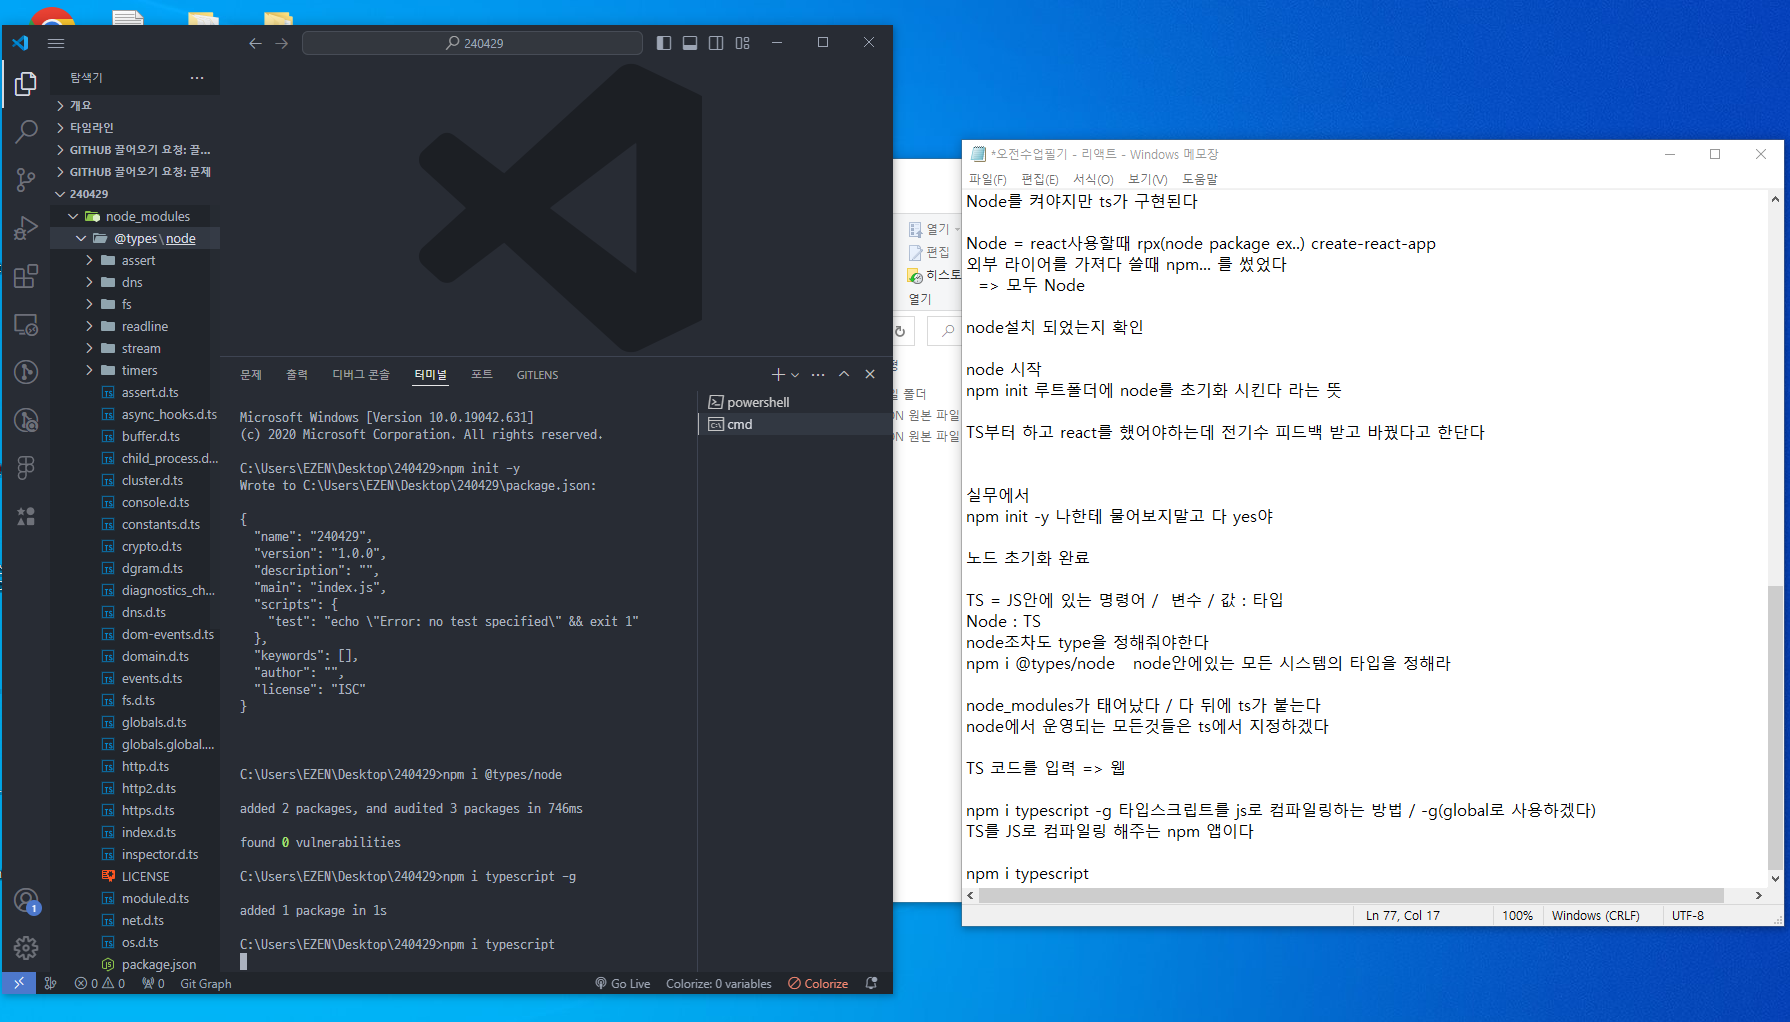 240429
탐색기
개요
타임라인
GITHUB 끌어오기 요청: 끌...
GITHUB 끌어오기 요청: 문제
240429
node_modules
@types\node
assert
dns
fs
readline
stream
timers
assert.d.ts
async_hooks.d.ts
buffer.d.ts
child_process.d...
cluster.d.ts
console.d.ts
constants.d.ts
crypto.d.ts
dgram.d.ts
diagnostics_ch...
dns.d.ts
dom-events.d.ts
domain.d.ts
events.d.ts
fs.d.ts
globals.d.ts
globals.global....
http.d.ts
http2.d.ts
https.d.ts
index.d.ts
inspector.d.ts
LICENSE
module.d.ts
net.d.ts
os.d.ts
package.json
문제 출력 디버그 콘솔 터미널 포트 GITLENS
powershell
cmd
Microsoft Windows [Version 10.0.19042.631]
(c) 2020 Microsoft Corporation. All rights reserved.
C:\Users\EZEN\Desktop\240429>npm init -y
Wrote to C:\Users\EZEN\Desktop\240429\package.json:
{
"name": "240429",
"version": "1.0.0",
"description": "",
"main": "index.js",
"scripts": {
"test": "echo \"Error: no test specified\" && exit 1"
},
"keywords": [],
"author": "",
"license": "ISC"
}
C:\Users\EZEN\Desktop\240429>npm i @types/node
added 2 packages, and audited 3 packages in 746ms
found 0 vulnerabilities
C:\Users\EZEN\Desktop\240429>npm i typescript -g
added 1 package in 1s
C:\Users\EZEN\Desktop\240429>npm i typescript
1
0 0 0 Git Graph Go Live Colorize: 0 variables Colorize
열기
편집
히스토
열기
폴더
ON 원본 파일
ON 원본 파일
*오전수업필기 - 리액트 - Windows 메모장
파일(F) 편집(E) 서식(O) 보기(V) 도움말
Node를 켜야지만 ts가 구현된다
Node = react사용할때 rpx(node package ex..) create-react-app
외부 라이어를 가져다 쓸때 npm... 를 썼었다
=> 모두 Node
node설치 되었는지 확인
node 시작
npm init 루트폴더에 node를 초기화 시킨다 라는 뜻
TS부터 하고 react를 했어야하는데 전기수 피드백 받고 바꿨다고 한단다
실무에서
npm init -y 나한테 물어보지말고 다 yes야
노드 초기화 완료
TS = JS안에 있는 명령어 / 변수 / 값 : 타입
Node : TS
node조차도 type을 정해줘야한다
npm i @types/node node안에있는 모든 시스템의 타입을 정해라
node_modules가 태어났다 / 다 뒤에 ts가 붙는다
node에서 운영되는 모든것들은 ts에서 지정하겠다
TS 코드를 입력 => 웹
npm i typescript -g 타입스크립트를 js로 컴파일링하는 방법 / -g(global로 사용하겠다)
TS를 JS로 컴파일링 해주는 npm 앱이다
npm i typescript
Ln 77, Col 17 100% Windows (CRLF) UTF-8